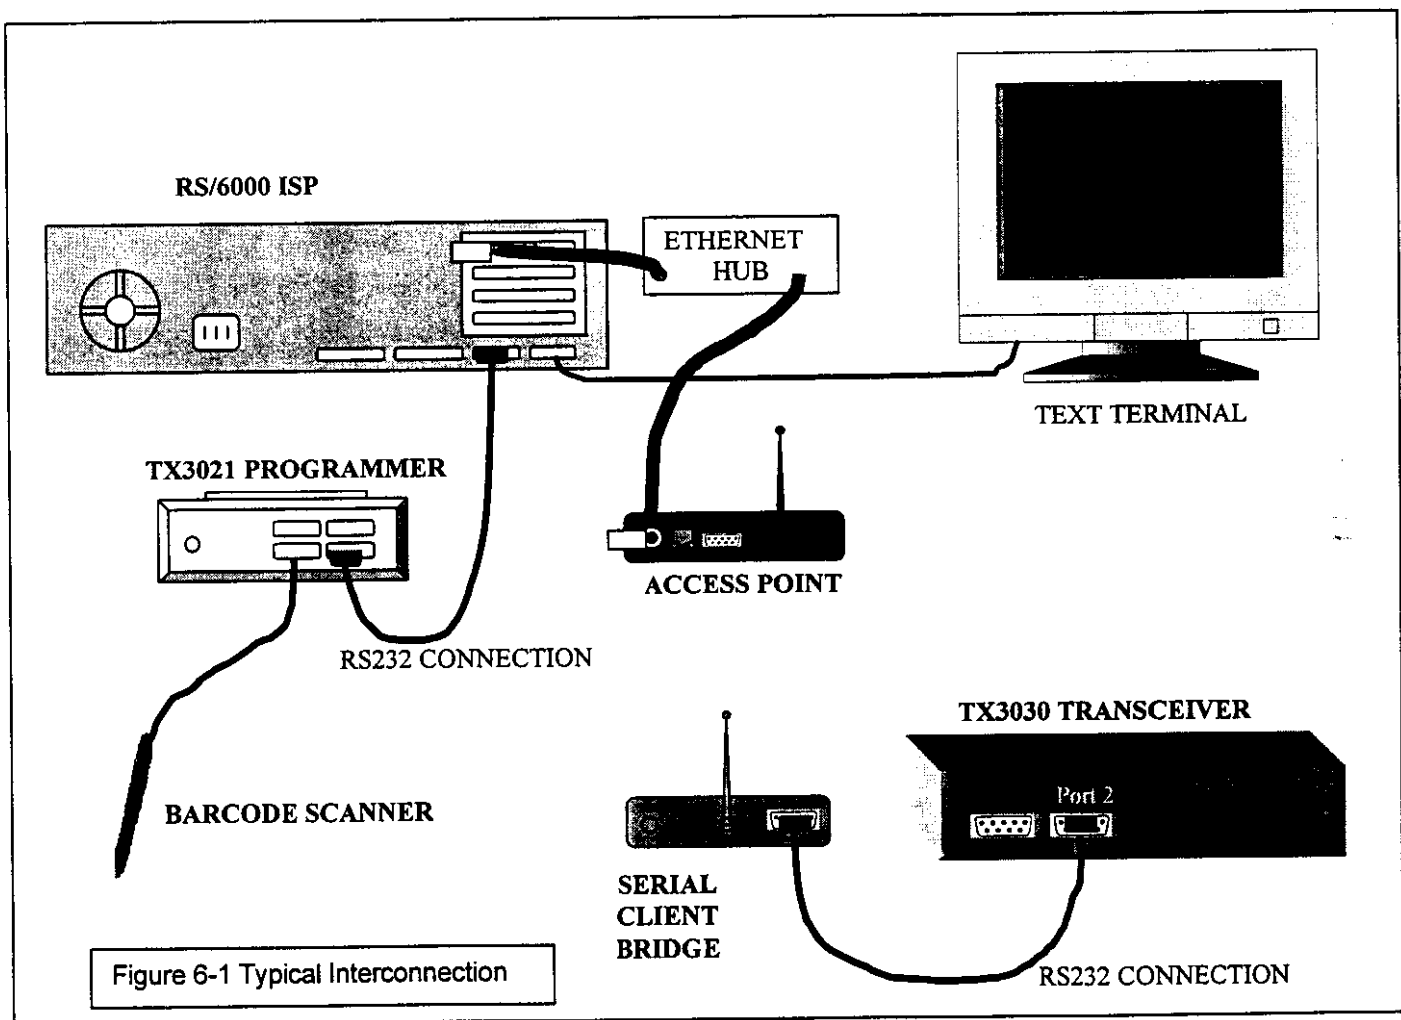 RS/6000 ISP
ETHERNET
HUB
TEXT TERMINAL
TX3021 PROGRAMMER
ACCESS POINT
RS232 CONNECTION
TX3030 TRANSCEIVER
Port 2
BARCODE SCANNER
SERIAL
CLIENT
BRIDGE
RS232 CONNECTION
Figure 6-1 Typical Interconnection